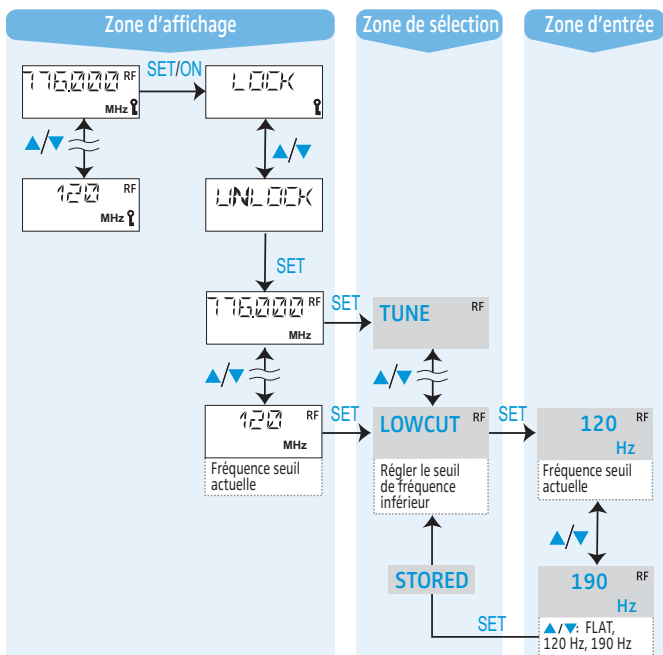 Zone d'affichage
Zone de sélection
Zone d'entrée
776.000 RF
MHz
SET/ON
LOCK
▲/▼
▲/▼
120 RF
MHz
UNLOCK
SET
776.000 RF
MHz
SET
TUNE RF
▲/▼
▲/▼
120 RF
MHz
Fréquence seuil
actuelle
SET
LOWCUT RF
Régler le seuil
de fréquence
inférieur
SET
120 RF
Hz
Fréquence seuil
actuelle
▲/▼
STORED
SET
190 RF
Hz
▲/▼: FLAT,
120 Hz, 190 Hz